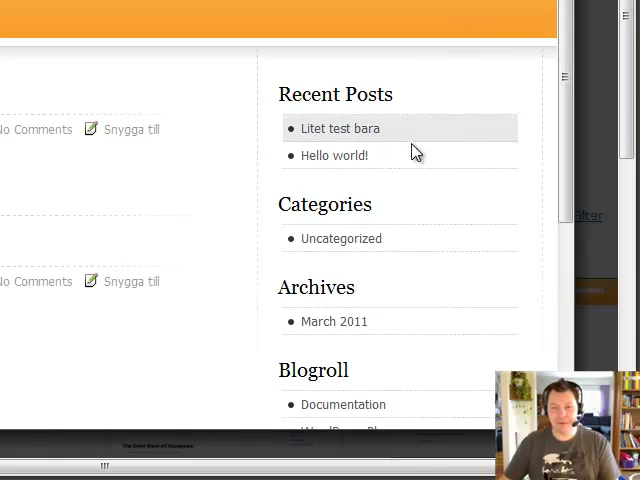 No Comments Snygga till
No Comments Snygga till
Recent Posts
Litet test bara
Hello world!
Categories
Uncategorized
Archives
March 2011
Blogroll
Documentation
Filter